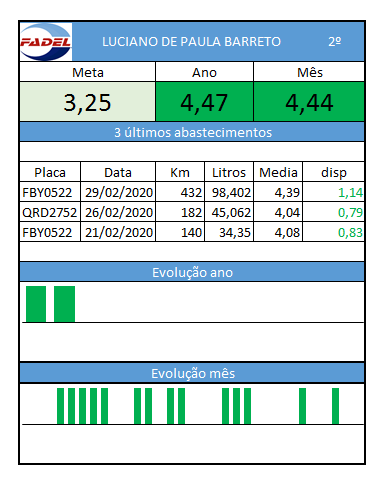 FADEL LUCIANO DE PAULA BARRETO 2º
Meta Ano Mês
3,25 4,47 4,44
3 últimos abastecimentos
Placa Data Km Litros Media disp
FBY0522 29/02/2020 432 98,402 4,39 1,14
QRD2752 26/02/2020 182 45,062 4,04 0,79
FBY0522 21/02/2020 140 34,35 4,08 0,83
Evolução ano
Evolução mês